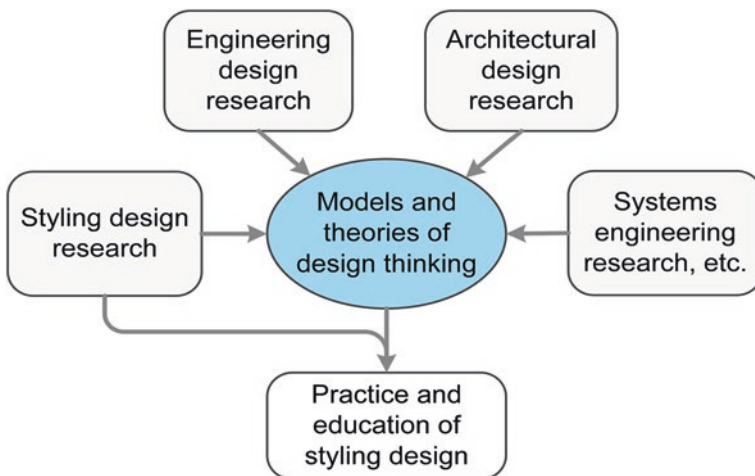 Engineering
design
research
Architectural
design
research
Styling design
research
Models and
theories of
design thinking
Systems
engineering
research, etc.
Practice and
education of
styling design